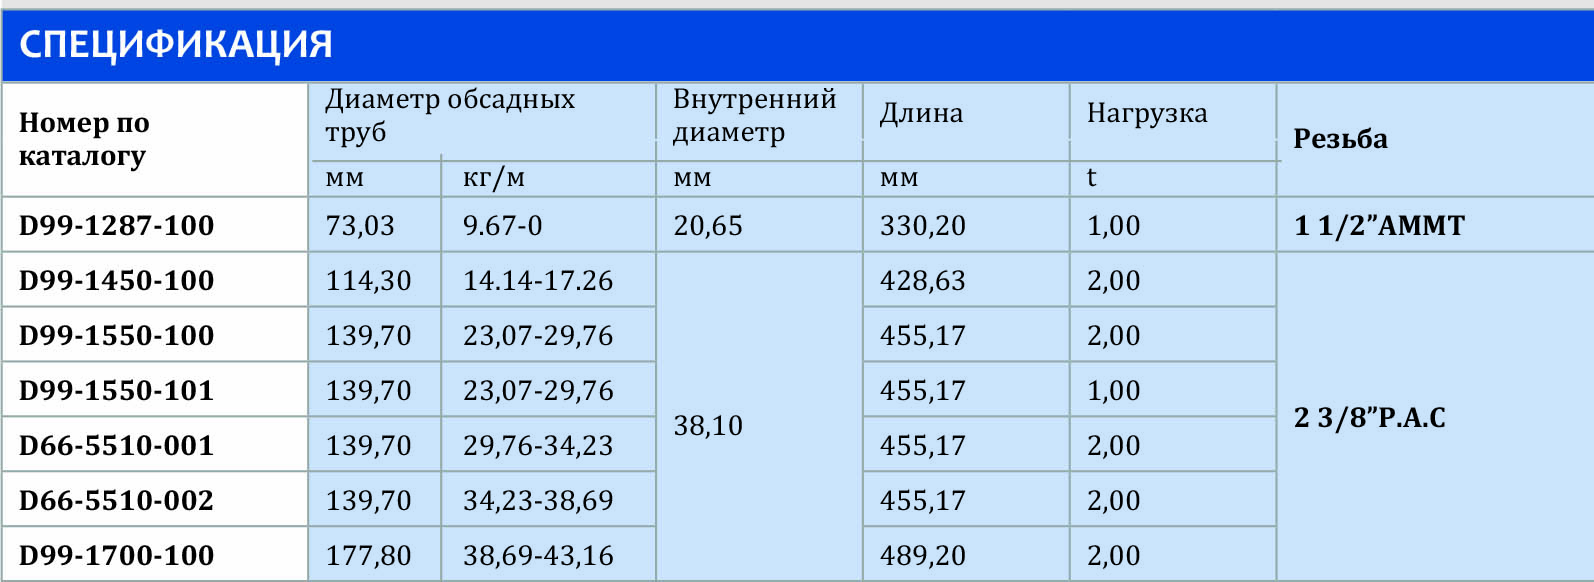 СПЕЦИФИКАЦИЯ
Номер по каталогу Диаметр обсадных труб Внутренний диаметр Длина Нагрузка Резьба
мм кг/м мм мм t
D99-1287-100 73,03 9.67-0 20,65 330,20 1,00 1 1/2”АММТ
D99-1450-100 114,30 14.14-17.26 428,63 2,00
D99-1550-100 139,70 23,07-29,76 455,17 2,00
D99-1550-101 139,70 23,07-29,76 38,10 455,17 1,00 2 3/8”Р.А.С
D66-5510-001 139,70 29,76-34,23 455,17 2,00
D66-5510-002 139,70 34,23-38,69 455,17 2,00
D99-1700-100 177,80 38,69-43,16 489,20 2,00